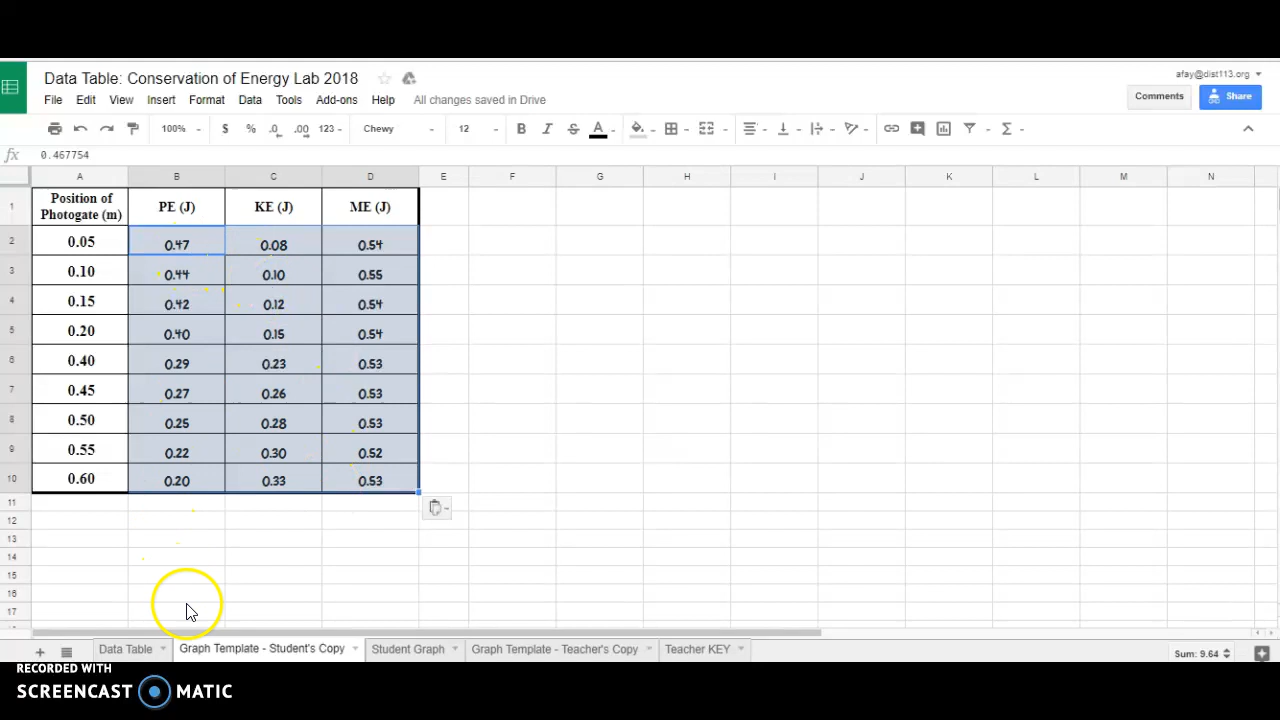 Data Table: Conservation of Energy Lab 2018
afay@dist113.org
File Edit View Insert Format Data Tools Add-ons Help All changes saved in Drive
Comments Share
100% $ % .0 .00 123 Chewy 12 B I S A Σ
fx 0.467754
A B C D E F G H I J K L M N
1 Position of Photogate (m) PE (J) KE (J) ME (J)
2 0.05 0.47 0.08 0.54
3 0.10 0.44 0.10 0.55
4 0.15 0.42 0.12 0.54
5 0.20 0.40 0.15 0.54
6 0.40 0.29 0.23 0.53
7 0.45 0.27 0.26 0.53
8 0.50 0.25 0.28 0.53
9 0.55 0.22 0.30 0.52
10 0.60 0.20 0.33 0.53
11
12
13
14
15
16
17
Data Table Graph Template - Student's Copy Student Graph Graph Template - Teacher's Copy Teacher KEY Sum: 9.64
RECORDED WITH
SCREENCAST MATIC